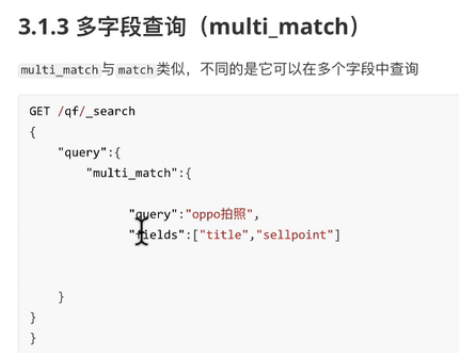 3.1.3 多字段查询（multi_match）
multi_match与match类似，不同的是它可以在多个字段中查询
GET /qf/_search
{
"query":{
"multi_match":{
"query":"oppo拍照",
"fields":["title","sellpoint"]
}
}
}